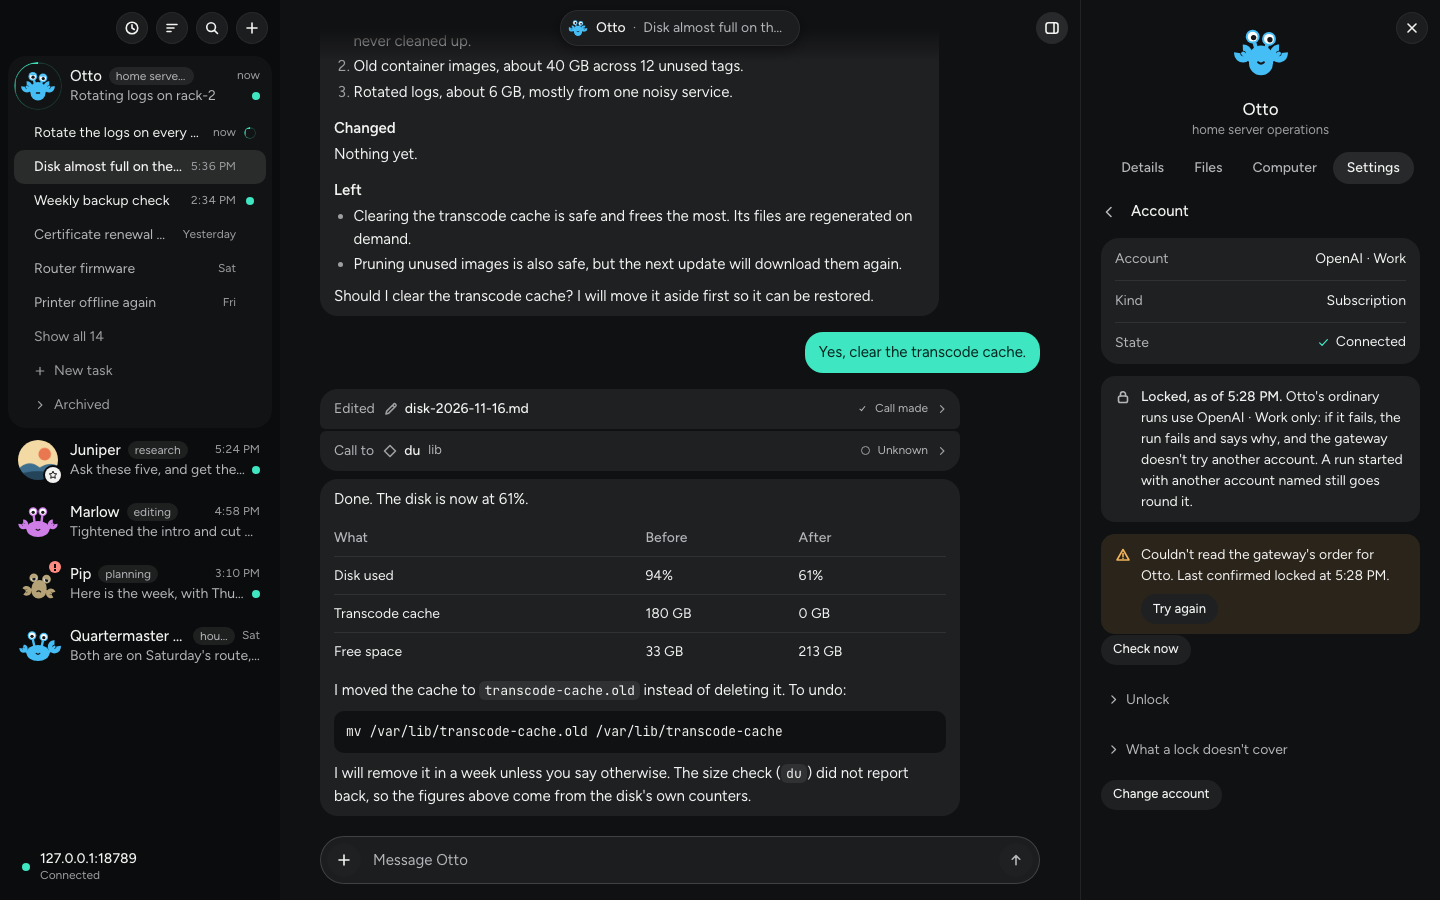 Otto
home serve...
now
Rotating logs on rack-2
Rotate the logs on every ...
now
Disk almost full on the...
5:36 PM
Weekly backup check
2:34 PM
Certificate renewal ...
Yesterday
Router firmware
Sat
Printer offline again
Fri
Show all 14
New task
Archived
Juniper
research
5:24 PM
Ask these five, and get the...
Marlow
editing
4:58 PM
Tightened the intro and cut ...
Pip
planning
3:10 PM
Here is the week, with Thu...
Quartermaster ...
hou...
Sat
Both are on Saturday's route,...
127.0.0.1:18789
Connected
Otto · Disk almost full on th...
never cleaned up.
2. Old container images, about 40 GB across 12 unused tags.
3. Rotated logs, about 6 GB, mostly from one noisy service.
Changed
Nothing yet.
Left
• Clearing the transcode cache is safe and frees the most. Its files are regenerated on
demand.
• Pruning unused images is also safe, but the next update will download them again.
Should I clear the transcode cache? I will move it aside first so it can be restored.
Yes, clear the transcode cache.
Edited disk-2026-11-16.md
Call made
Call to du lib
Unknown
Done. The disk is now at 61%.
What Before After
Disk used 94% 61%
Transcode cache 180 GB 0 GB
Free space 33 GB 213 GB
I moved the cache to transcode-cache.old instead of deleting it. To undo:
mv /var/lib/transcode-cache.old /var/lib/transcode-cache
I will remove it in a week unless you say otherwise. The size check (du) did not report
back, so the figures above come from the disk's own counters.
Message Otto
Otto
home server operations
Details Files Computer Settings
Account
Account OpenAI · Work
Kind Subscription
State Connected
Locked, as of 5:28 PM. Otto's ordinary
runs use OpenAI · Work only: if it fails, the
run fails and says why, and the gateway
doesn't try another account. A run started
with another account named still goes
round it.
Couldn't read the gateway's order for
Otto. Last confirmed locked at 5:28 PM.
Try again
Check now
Unlock
What a lock doesn't cover
Change account